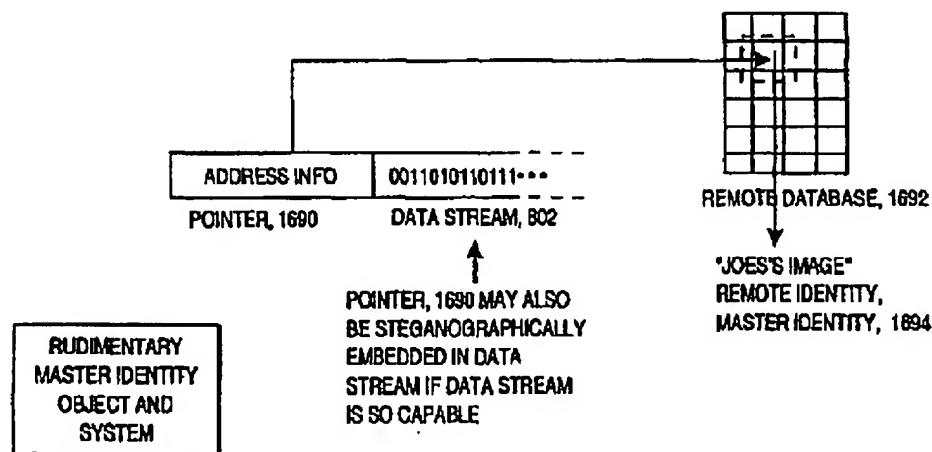 ADDRESS INFO
0011010110111•••
POINTER, 1690
DATA STREAM, 802
REMOTE DATABASE, 1692
"JOES'S IMAGE"
REMOTE IDENTITY,
MASTER IDENTITY, 1694
POINTER, 1690 MAY ALSO
BE STEGANOGRAPHICALLY
EMBEDDED IN DATA
STREAM IF DATA STREAM
IS SO CAPABLE
RUDIMENTARY
MASTER IDENTITY
OBJECT AND
SYSTEM